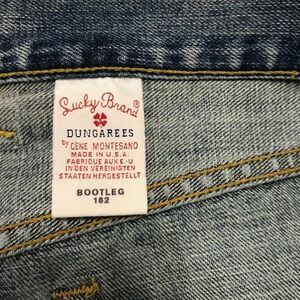 Lucky Brand®
DUNGAREES
by GENE MONTESANO
MADE IN U.S.A.
FABRIQUE AUX E.-U
IN DEN VEREINIGTEN
STAATEN HERGESTELLT
BOOTLEG
182